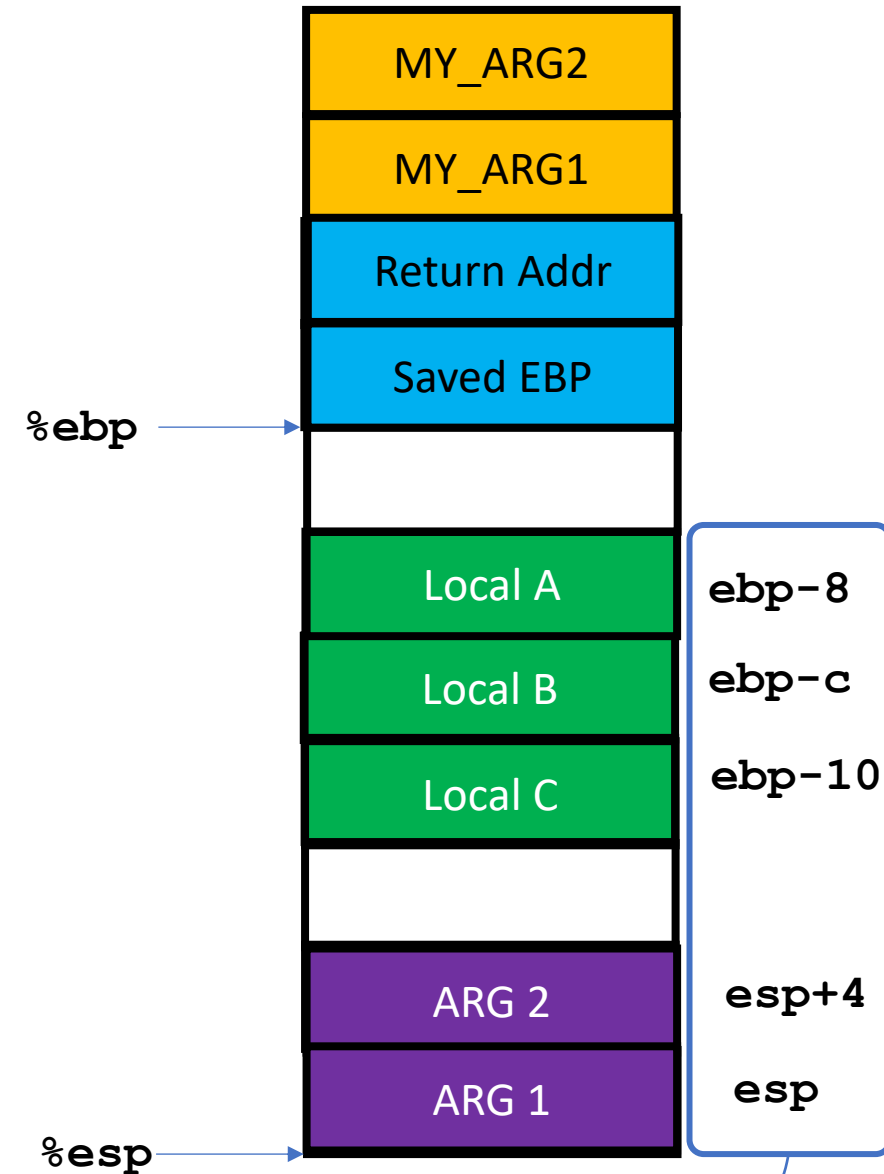 MY_ARG2
MY_ARG1
Return Addr
Saved EBP
%ebp
Local A ebp-8
Local B ebp-c
Local C ebp-10
ARG 2 esp+4
ARG 1 esp
%esp